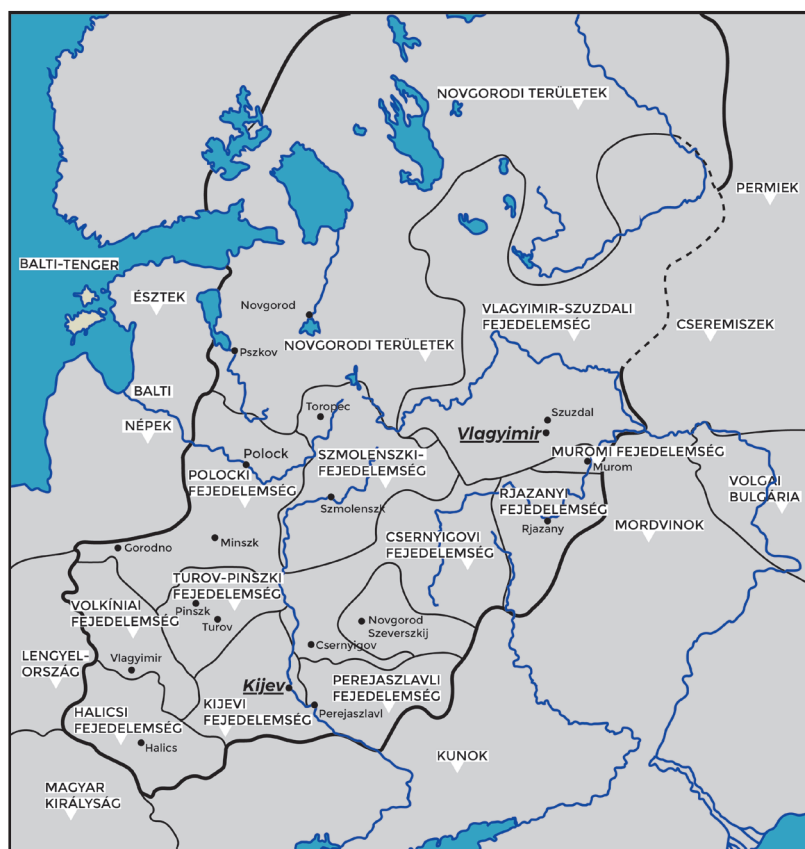 NOVGORODI TERÜLETEK
PERMIEK
BALTI-TENGER
ÉSZTEK
Novgorod
VLAGYIMIR-SZUZDALI
FEJEDELEMSÉG
CSEREMISZEK
Pszkov
NOVGORODI TERÜLETEK
BALTI
NÉPEK
Toropec
Szuzdal
Vlagyimir
Polock
SZMOLENSZKI-
FEJEDELEMSÉG
MUROMI FEJEDELEMSÉG
Murom
POLOCKI
FEJEDELEMSÉG
VOLGAI
BULGÁRIA
Szmolenszk
RJAZANYI
FEJEDELEMSÉG
Rjazany
MORDVINOK
CSERNYIGOVI
FEJEDELEMSÉG
Gorodno
Minszk
TUROV-PINSZKI
FEJEDELEMSÉG
Pinszk
Turov
VOLKÍNIAI
FEJEDELEMSÉG
Novgorod
Szeverszkij
Csernyigov
LENGYEL-
ORSZÁG
Vlagyimir
Kijev
PEREJASZLAVLI
FEJEDELEMSÉG
HALICSI
FEJEDELEMSÉG
KIJEVI
FEJEDELEMSÉG
Perejaszlavl
Halics
KUNOK
MAGYAR
KIRÁLYSÁG